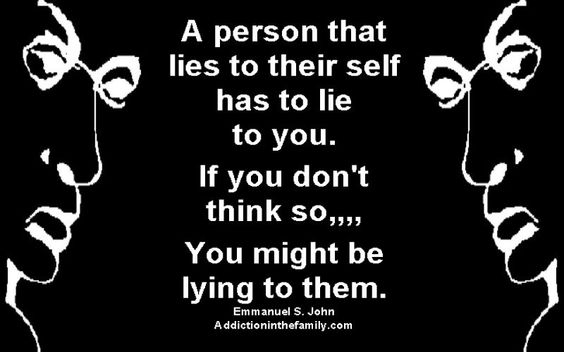 A person that
lies to their self
has to lie
to you.
If you don't
think so,,,,
You might be
lying to them.
Emmanuel S. John
Addictioninthefamily.com